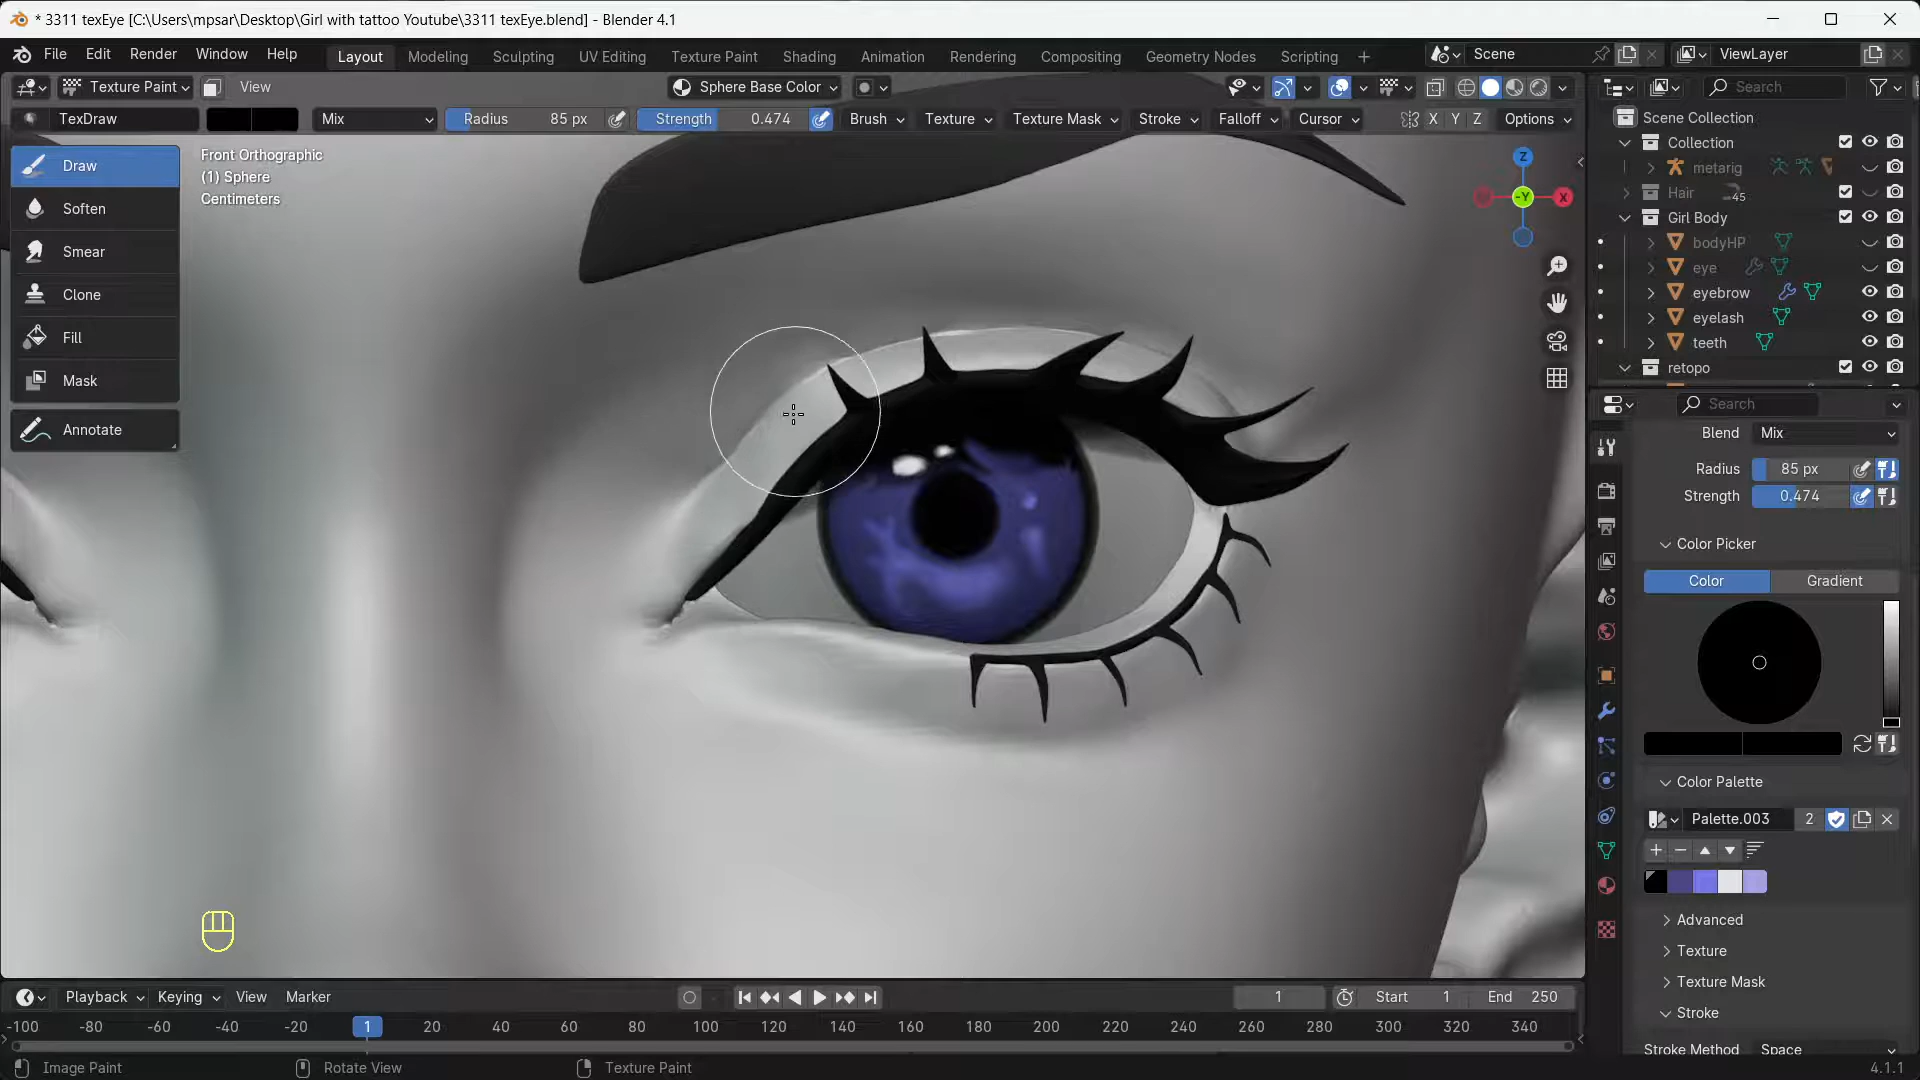 * 3311 texEye [C:\Users\mpsar\Desktop\Girl with tattoo Youtube\3311 texEye.blend] - Blender 4.1
File Edit Render Window Help Layout Modeling Sculpting UV Editing Texture Paint Shading Animation Rendering Compositing Geometry Nodes Scripting + Scene ViewLayer
Texture Paint View Sphere Base Color Search
TexDraw Mix Radius 85 px Strength 0.474 Brush Texture Texture Mask Stroke Falloff Cursor X Y Z Options
Draw
Soften
Smear
Clone
Fill
Mask
Annotate
Front Orthographic
(1) Sphere
Centimeters
Z
-Y
X
Scene Collection
Collection
metarig
Hair 45
Girl Body
bodyHP
eye
eyebrow
eyelash
teeth
retopo
Search
Blend Mix
Radius 85 px
Strength 0.474
Color Picker
Color Gradient
Color Palette
Palette.003 2
Advanced
Texture
Texture Mask
Stroke
Stroke Method Space
Playback Keying View Marker 1 Start 1 End 250
-100 -80 -60 -40 -20 1 20 40 60 80 100 120 140 160 180 200 220 240 260 280 300 320 340
Image Paint Rotate View Texture Paint 4.1.1